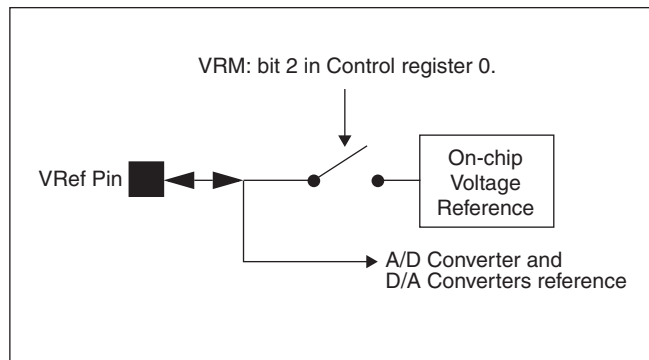 VRM: bit 2 in Control register 0.
VRef Pin
On-chip
Voltage
Reference
A/D Converter and
D/A Converters reference